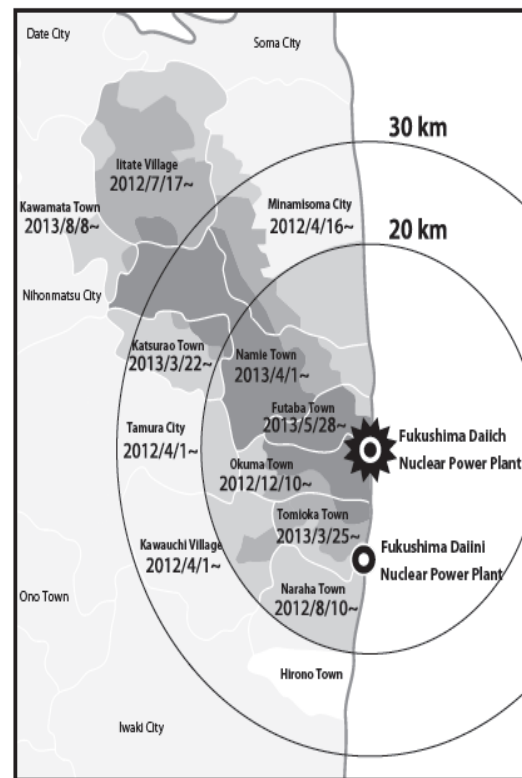 Date City
Soma City
30 km
Iitate Village
2012/7/17~
Kawamata Town
2013/8/8~
Minamisoma City
2012/4/16~
20 km
Nihonmatsu City
Katsurao Town
2013/3/22~
Namie Town
2013/4/1~
Futaba Town
2013/5/28~
Tamura City
2012/4/1~
Fukushima Daiich
Nuclear Power Plant
Okuma Town
2012/12/10~
Tomioka Town
2013/3/25~
Kawauchi Village
2012/4/1~
Fukushima Daiini
Nuclear Power Plant
Naraha Town
2012/8/10~
Ono Town
Hirono Town
Iwaki City